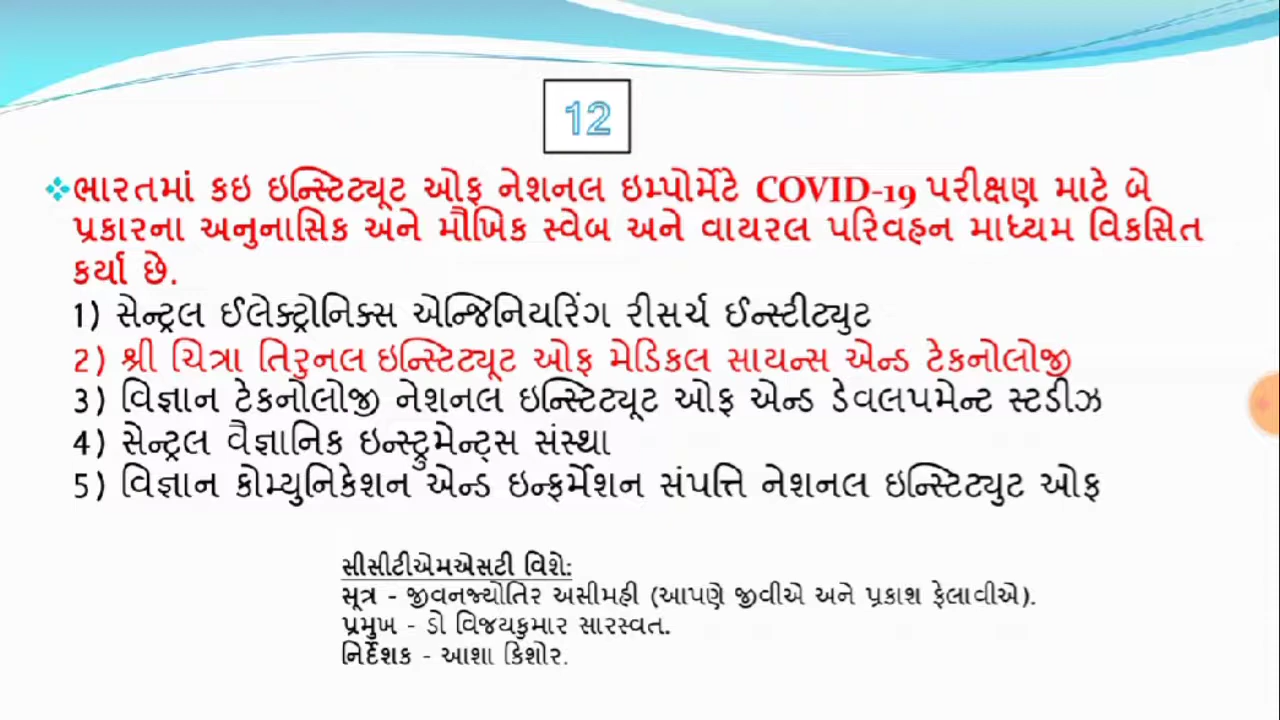 12
❖ભારતમાં કઇ ઇન્સ્ટિટ્યૂટ ઓફ નેશનલ ઇમ્પોર્મેટે COVID-19 પરીક્ષણ માટે બે
પ્રકારના અનુનાસિક અને મૌખિક સ્વેબ અને વાયરલ પરિવહન માધ્યમ વિકસિત
કર્યા છે.
1) સેન્ટ્રલ ઈલેક્ટ્રોનિક્સ એન્જિનિયરિંગ રીસર્ચ ઈન્સ્ટીટ્યુટ
2) શ્રી ચિત્રા તિરુનલ ઇન્સ્ટિટ્યૂટ ઓફ મેડિકલ સાયન્સ એન્ડ ટેકનોલોજી
3) વિજ્ઞાન ટેકનોલોજી નેશનલ ઇન્સ્ટિટ્યૂટ ઓફ એન્ડ ડેવલપમેન્ટ સ્ટડીઝ
4) સેન્ટ્રલ વૈજ્ઞાનિક ઇન્સ્ટ્રુમેન્ટ્સ સંસ્થા
5) વિજ્ઞાન કોમ્યુનિકેશન એન્ડ ઇન્ફર્મેશન સંપત્તિ નેશનલ ઇન્સ્ટિટ્યુટ ઓફ
સીસીટીએમએસટી વિશે:
સૂત્ર - જીવનજ્યોતિર અસીમહી (આપણે જીવીએ અને પ્રકાશ ફેલાવીએ).
પ્રમુખ - ડો વિજયકુમાર સારસ્વત.
નિર્દેશક - આશા કિશોર.